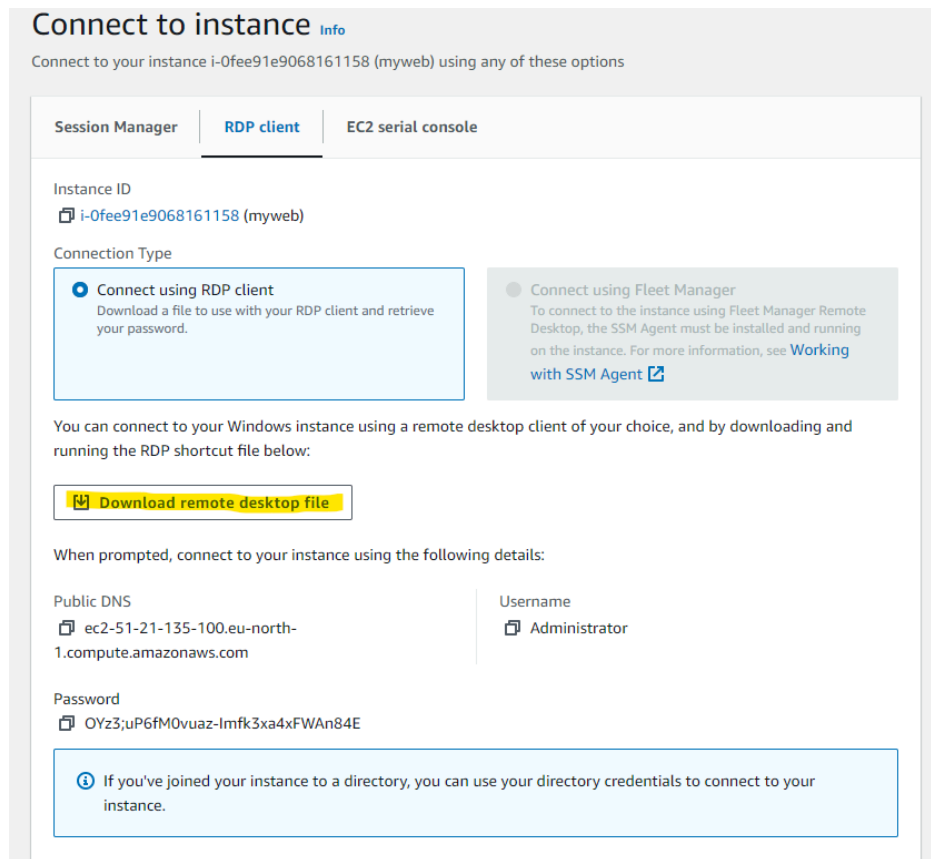 Connect to instance Info
Connect to your instance i-0fee91e9068161158 (myweb) using any of these options
Session Manager
RDP client
EC2 serial console
Instance ID
i-0fee91e9068161158 (myweb)
Connection Type
Connect using RDP client
Download a file to use with your RDP client and retrieve
your password.
Connect using Fleet Manager
To connect to the instance using Fleet Manager Remote
Desktop, the SSM Agent must be installed and running
on the instance. For more information, see Working
with SSM Agent
You can connect to your Windows instance using a remote desktop client of your choice, and by downloading and
running the RDP shortcut file below:
Download remote desktop file
When prompted, connect to your instance using the following details:
Public DNS
ec2-51-21-135-100.eu-north-
1.compute.amazonaws.com
Username
Administrator
Password
OYz3;uP6fM0vuaz-Imfk3xa4xFWAn84E
If you've joined your instance to a directory, you can use your directory credentials to connect to your
instance.